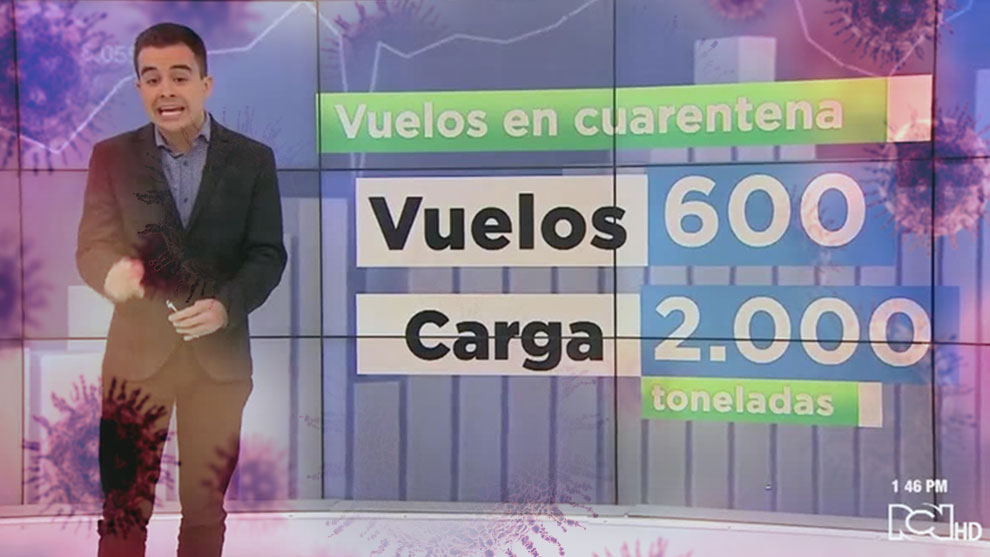 Vuelos en cuarentena
Vuelos 600
Carga 2.000
toneladas
1 46 PM
RCN HD